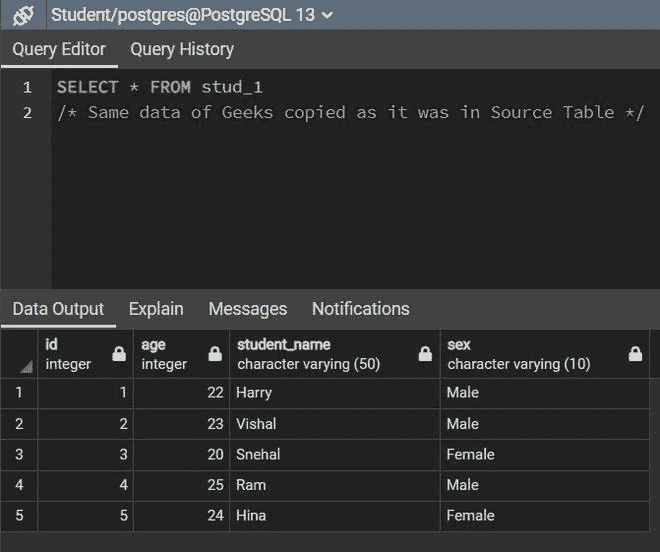 Student/postgres@PostgreSQL 13
Query Editor Query History
1 SELECT * FROM stud_1
2 /* Same data of Geeks copied as it was in Source Table */
Data Output Explain Messages Notifications
id age student_name sex
integer integer character varying (50) character varying (10)
1 1 22 Harry Male
2 2 23 Vishal Male
3 3 20 Snehal Female
4 4 25 Ram Male
5 5 24 Hina Female